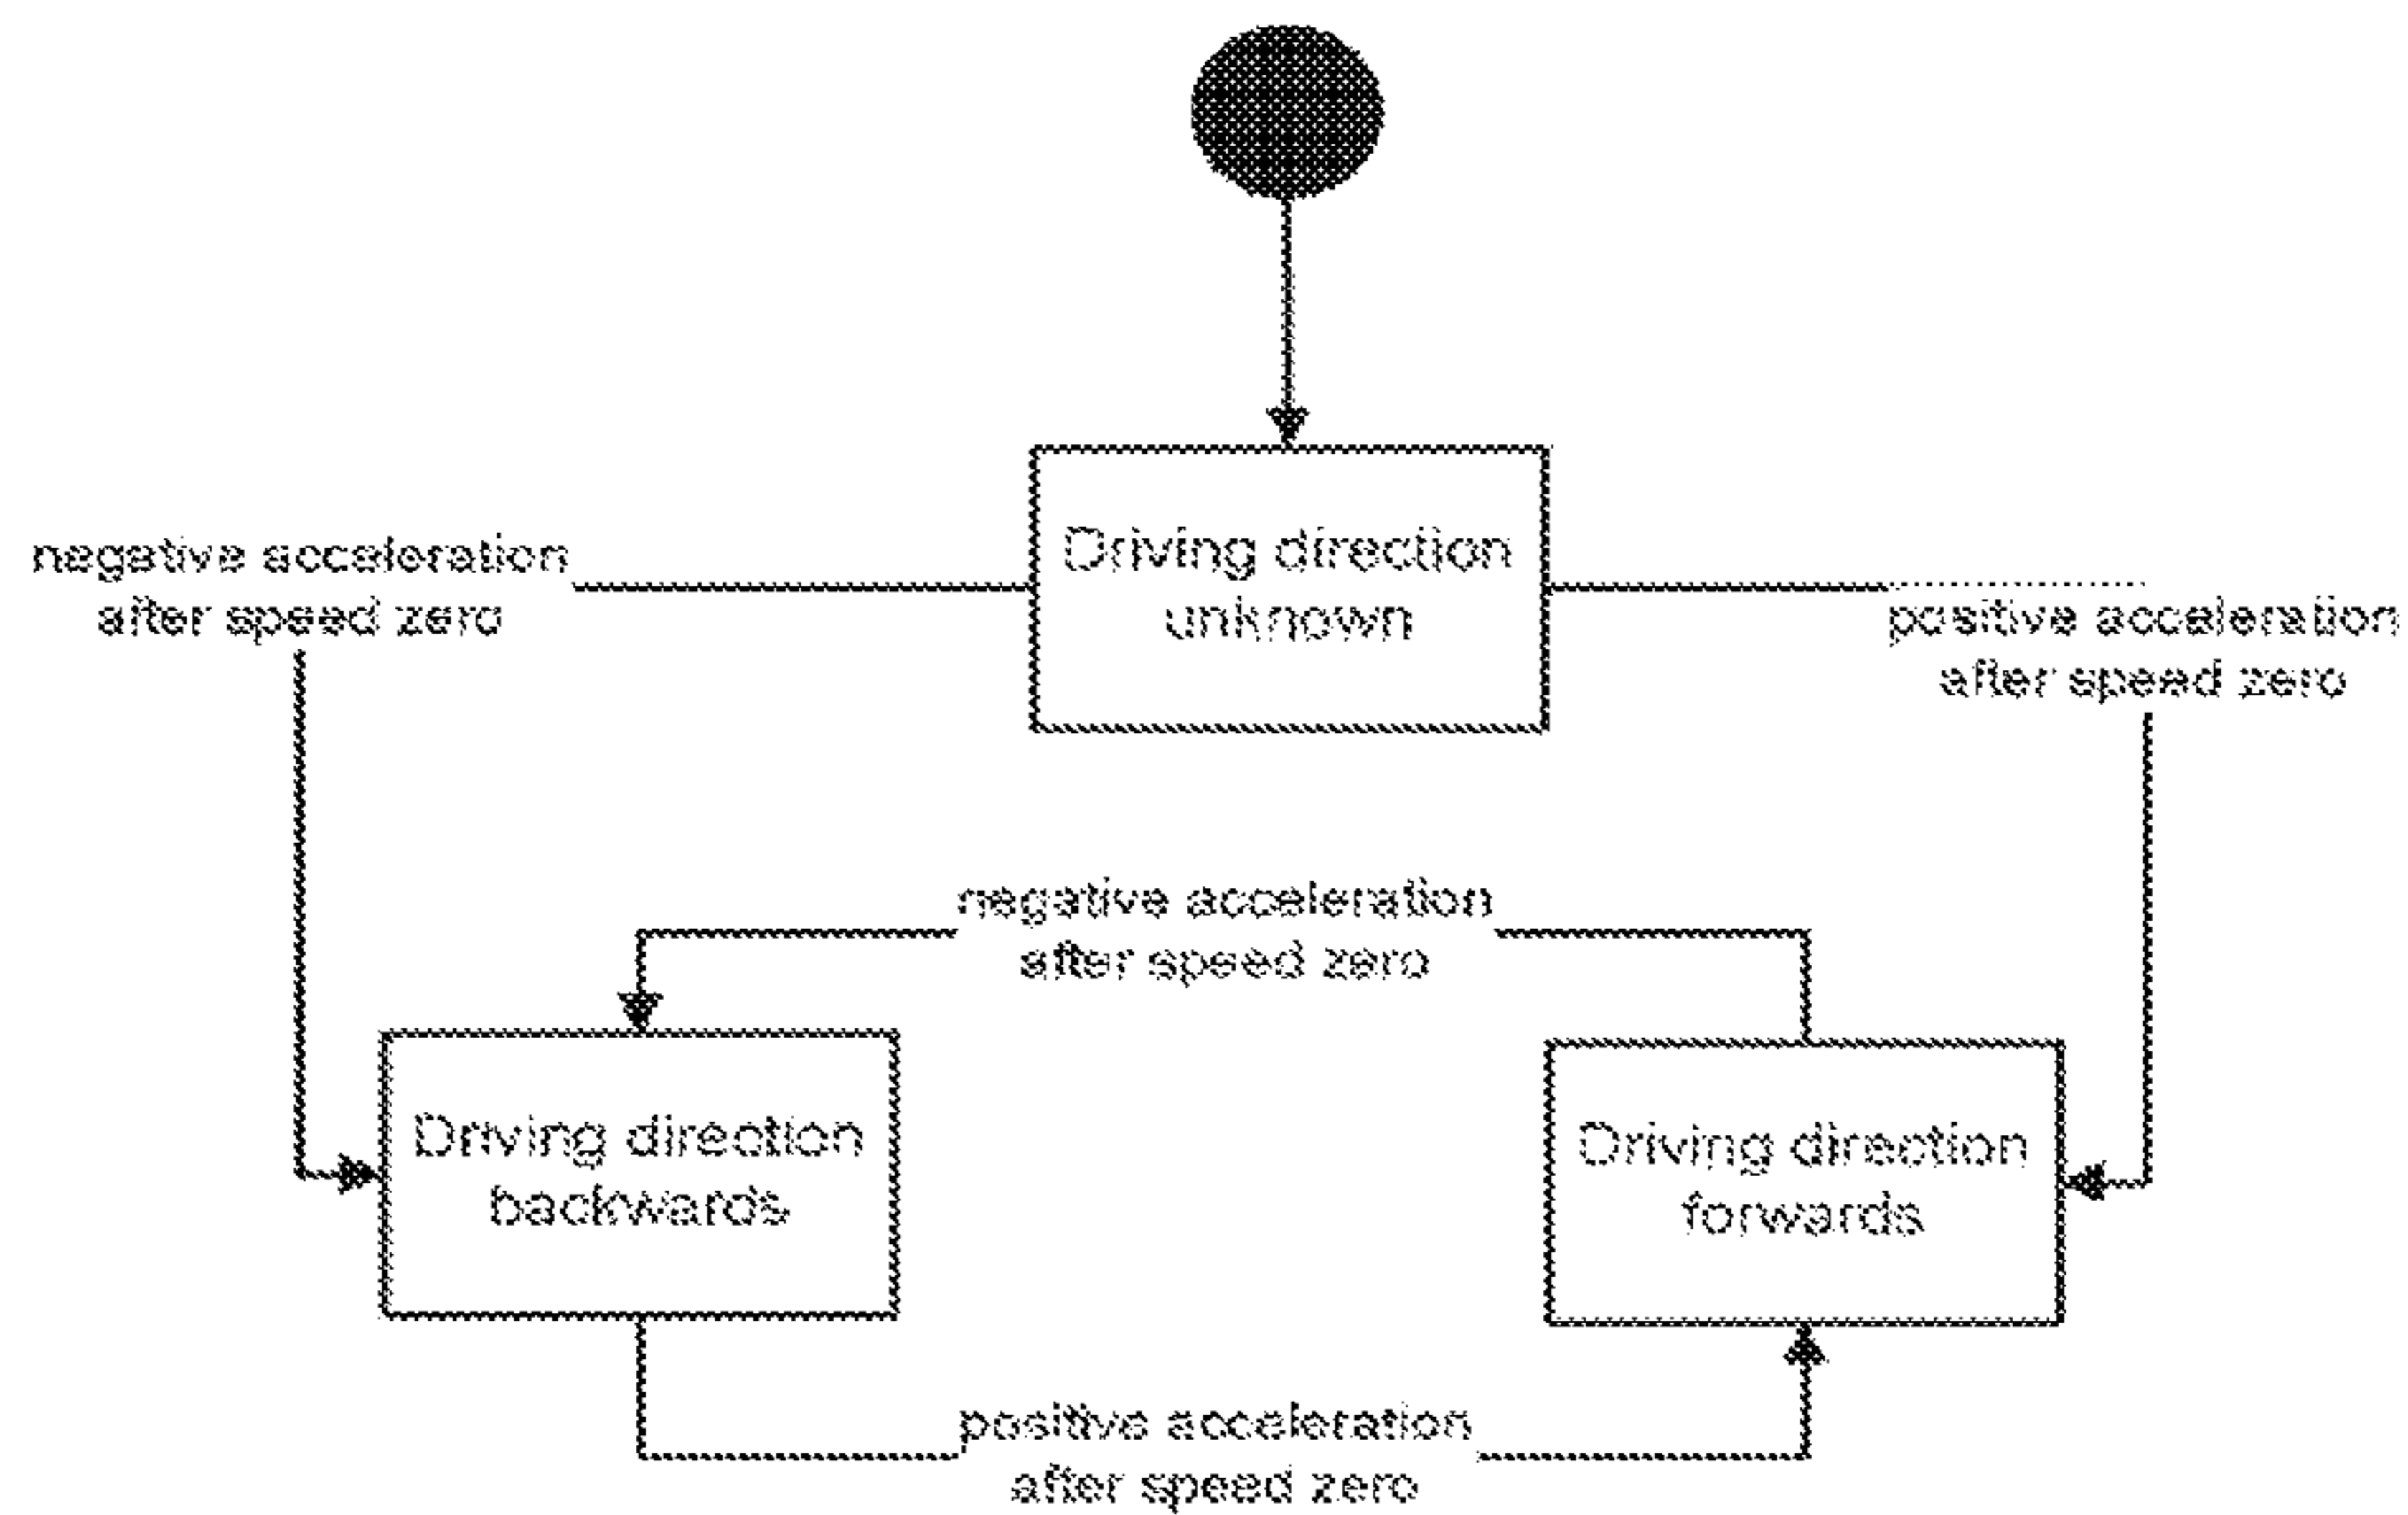 Driving direction
unknown
negative acceleration
after speed zero
positive acceleration
after speed zero
negative acceleration
after speed zero
Driving direction
backwards
Driving direction
forwards
positive acceleration
after speed zero